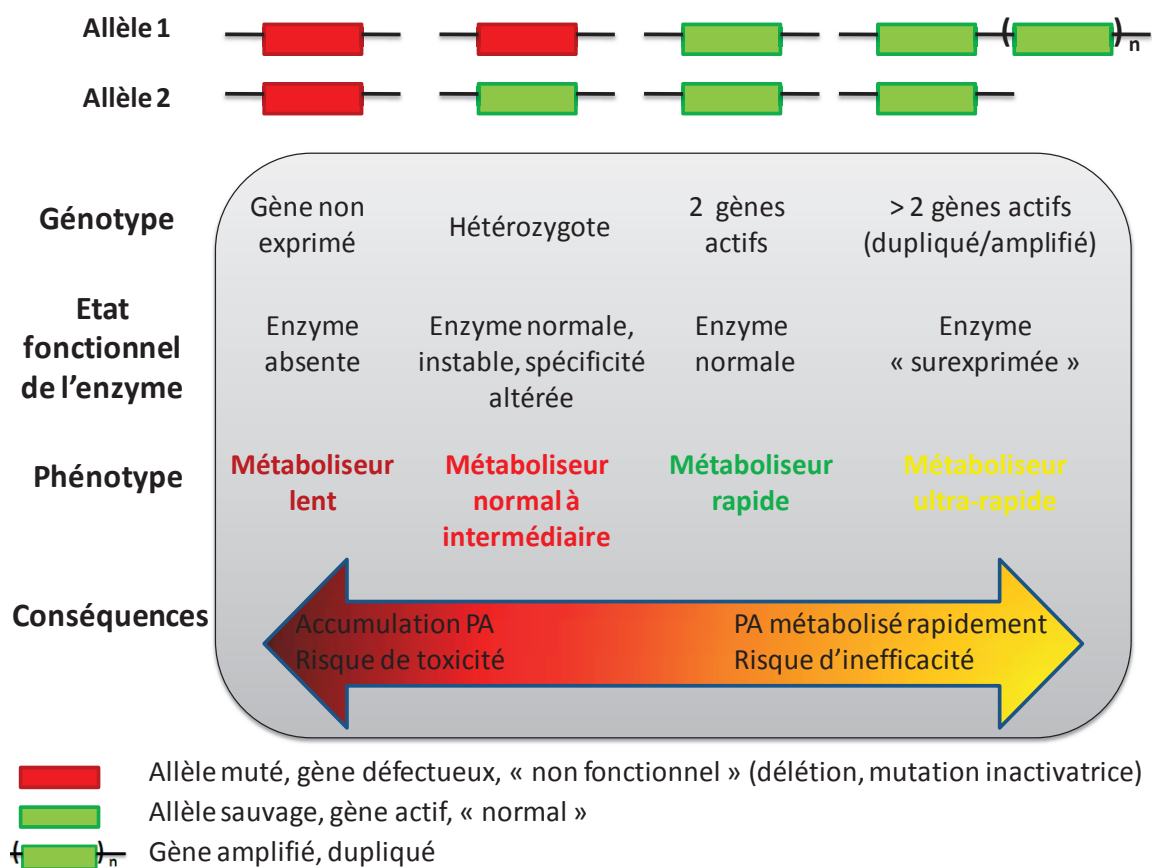 Allèle 1
( ) n
Allèle 2
Génotype
Gène non
exprimé
Hétérozygote
2 gènes
actifs
> 2 gènes actifs
(dupliqué/amplifié)
Etat
fonctionnel
de l'enzyme
Enzyme
absente
Enzyme normale,
instable, spécificité
altérée
Enzyme
normale
Enzyme
« surexprimée »
Phénotype
Métaboliseur
lent
Métaboliseur
normal à
intermédiaire
Métaboliseur
rapide
Métaboliseur
ultra-rapide
Conséquences
Accumulation PA
Risque de toxicité
PA métabolisé rapidement
Risque d'inefficacité
Allèle muté, gène défectueux, « non fonctionnel » (délétion, mutation inactivatrice)
Allèle sauvage, gène actif, « normal »
( ) n Gène amplifié, dupliqué